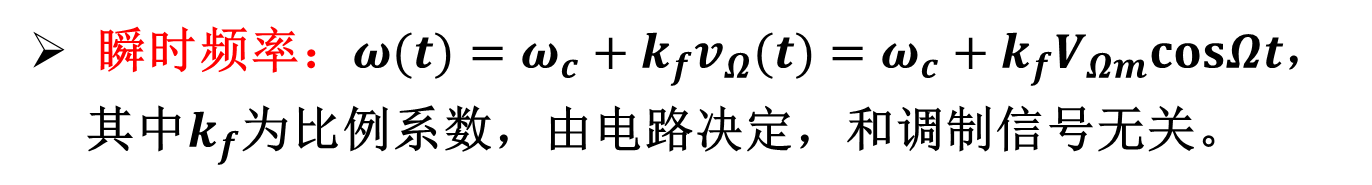 ➢ 瞬时频率：ω(t) = ω_c + k_f v_Ω(t) = ω_c + k_f V_Ωm cosΩt，
其中k_f为比例系数，由电路决定，和调制信号无关。